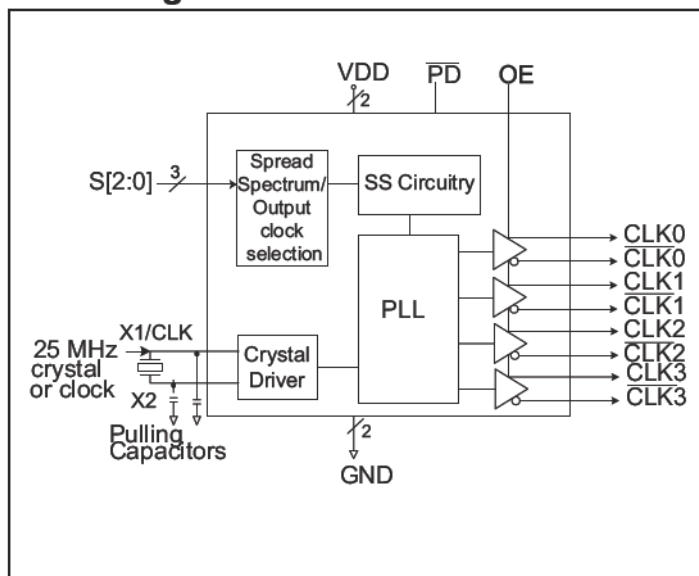 VDD
PD
OE
2
S[2:0]
3
Spread
Spectrum/
Output
clock
selection
SS Circuitry
PLL
CLK0
CLK0
CLK1
CLK1
CLK2
CLK2
CLK3
CLK3
X1/CLK
25 MHz
crystal
or clock
X2
Crystal
Driver
Pulling
Capacitors
2
GND